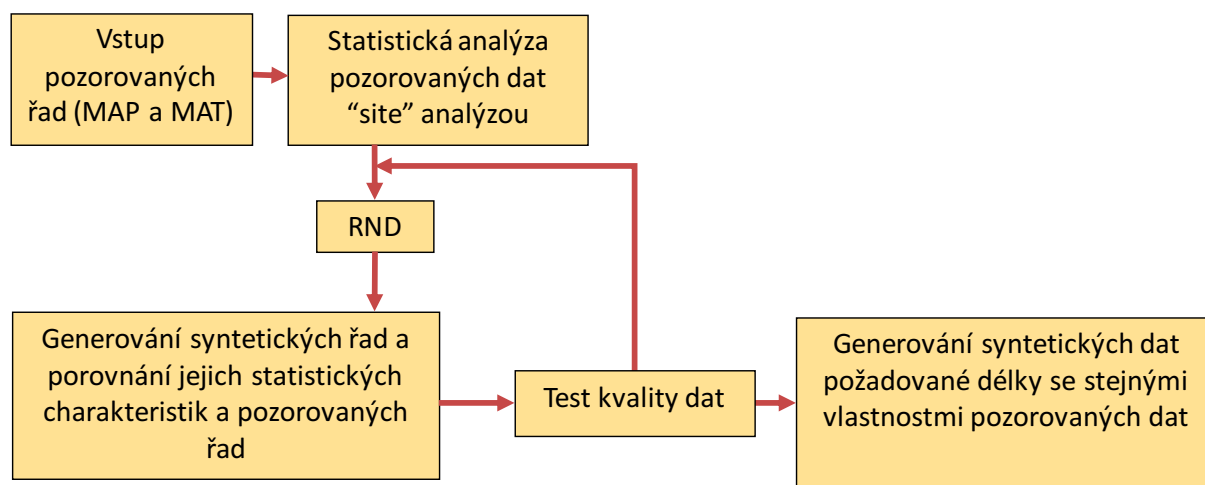 Vstup
pozorovaných
řad (MAP a MAT)
Statistická analýza
pozorovaných dat
“site” analýzou
RND
Generování syntetických řad a
porovnání jejich statistických
charakteristik a pozorovaných
řad
Test kvality dat
Generování syntetických dat
požadované délky se stejnými
vlastnostmi pozorovaných dat